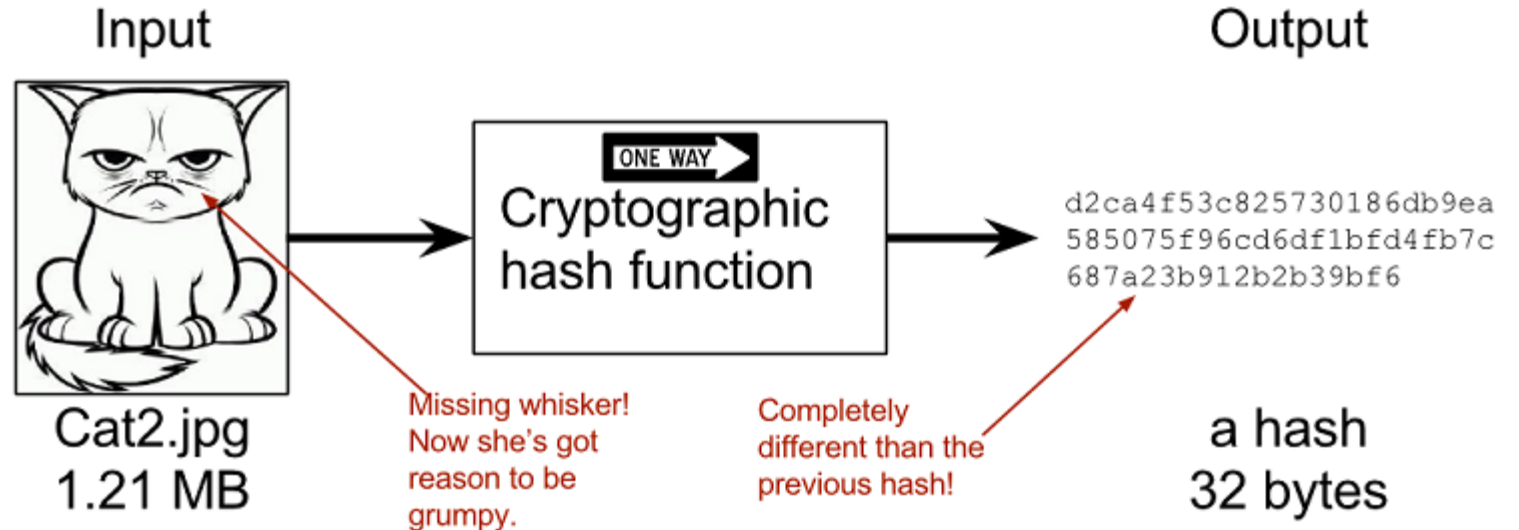 Input
Output
ONE WAY
Cryptographic
hash function
d2ca4f53c825730186db9ea
585075f96cd6df1bfd4fb7c
687a23b912b2b39bf6
Cat2.jpg
1.21 MB
Missing whisker!
Now she's got
reason to be
grumpy.
Completely
different than the
previous hash!
a hash
32 bytes